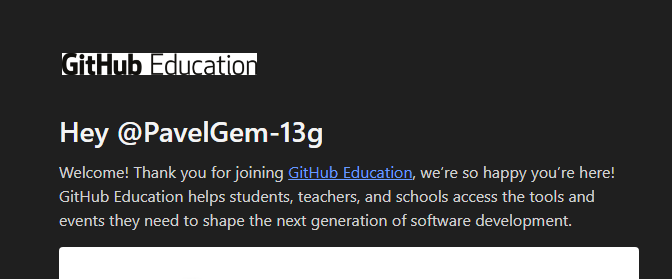 GitHub Education
Hey @PavelGem-13g
Welcome! Thank you for joining GitHub Education, we're so happy you're here!
GitHub Education helps students, teachers, and schools access the tools and
events they need to shape the next generation of software development.